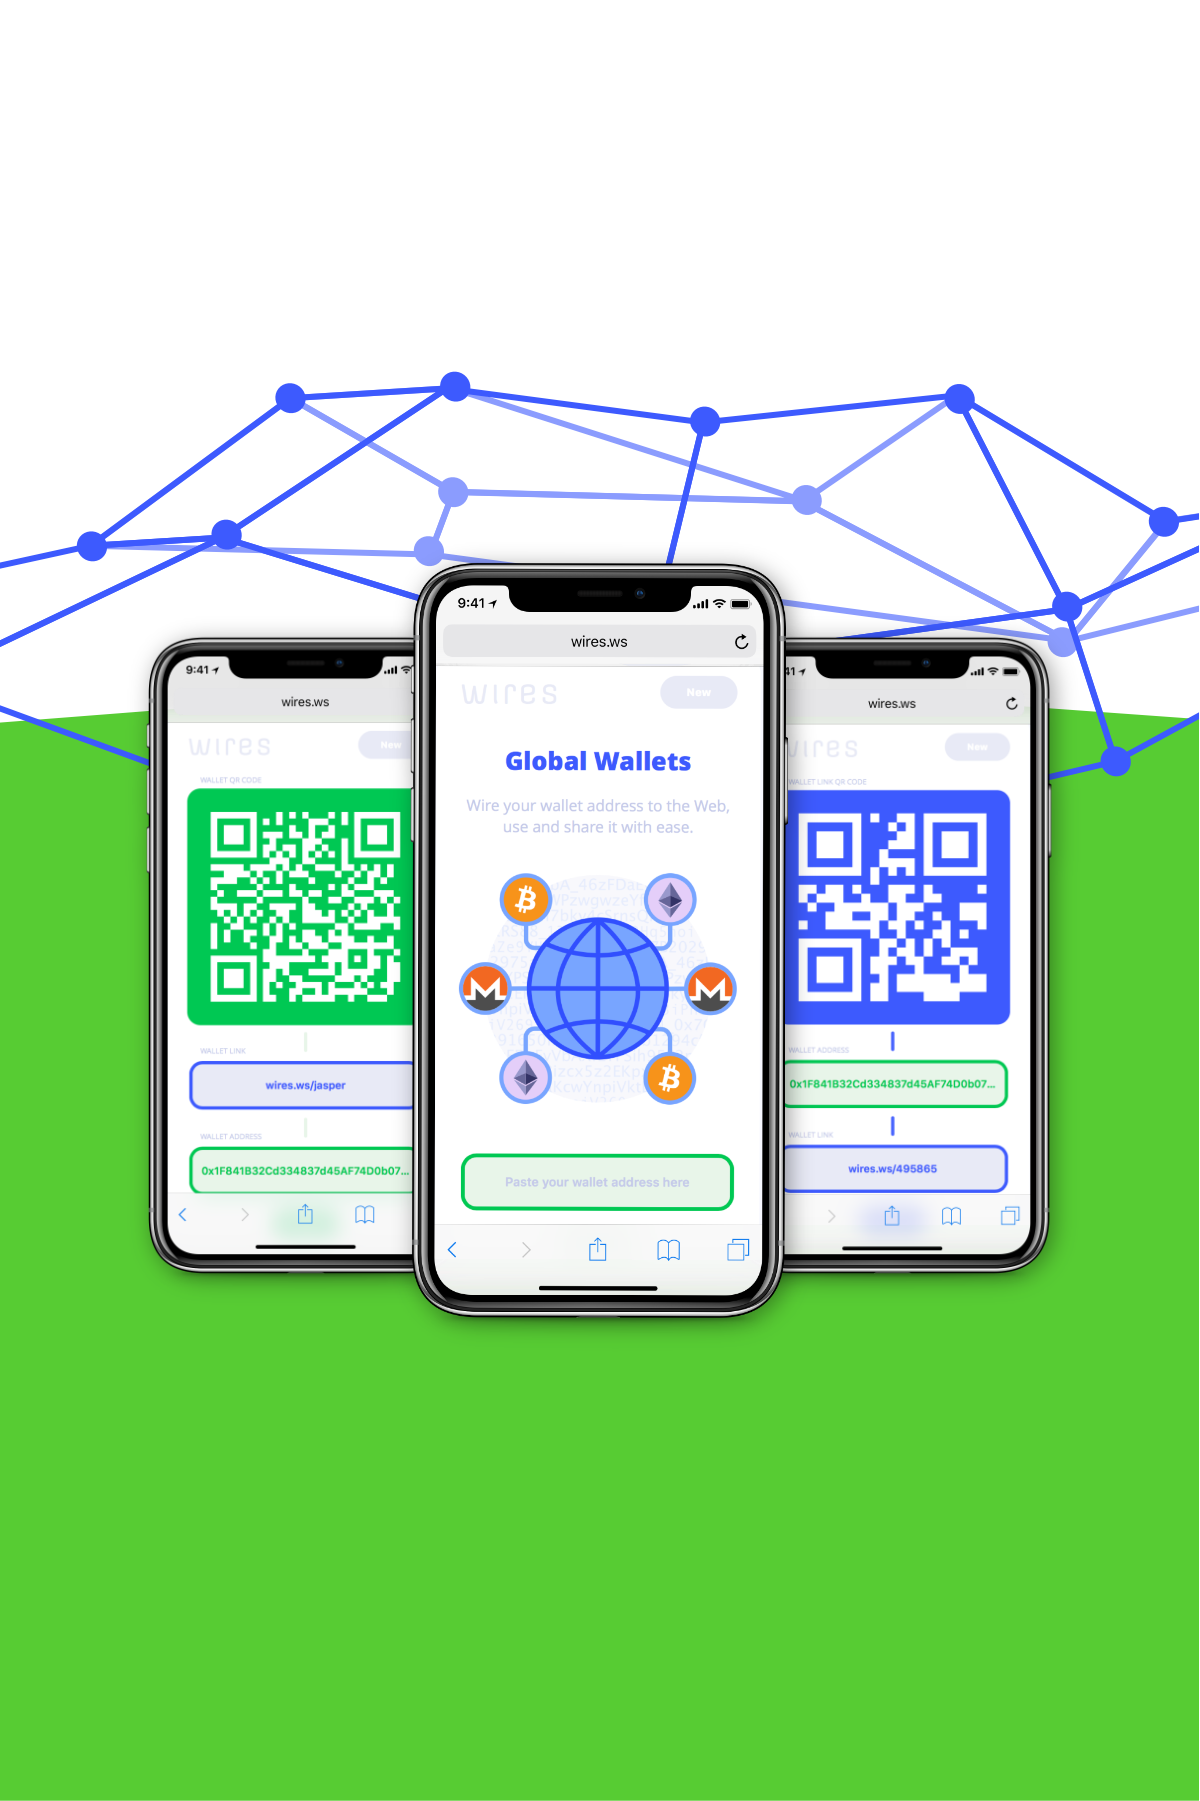 9:41
wires.ws
wires
New
WALLET QR CODE
WALLET LINK
wires.ws/jasper
WALLET ADDRESS
0x1F841B32Cd334837d45AF74D0b07...
9:41
wires.ws
wires
New
Global Wallets
Wire your wallet address to the Web,
use and share it with ease.
Paste your wallet address here
41
wires.ws
wires
New
WALLET LINK QR CODE
WALLET ADDRESS
0x1F841B32Cd334837d45AF74D0b07...
WALLET LINK
wires.ws/495865